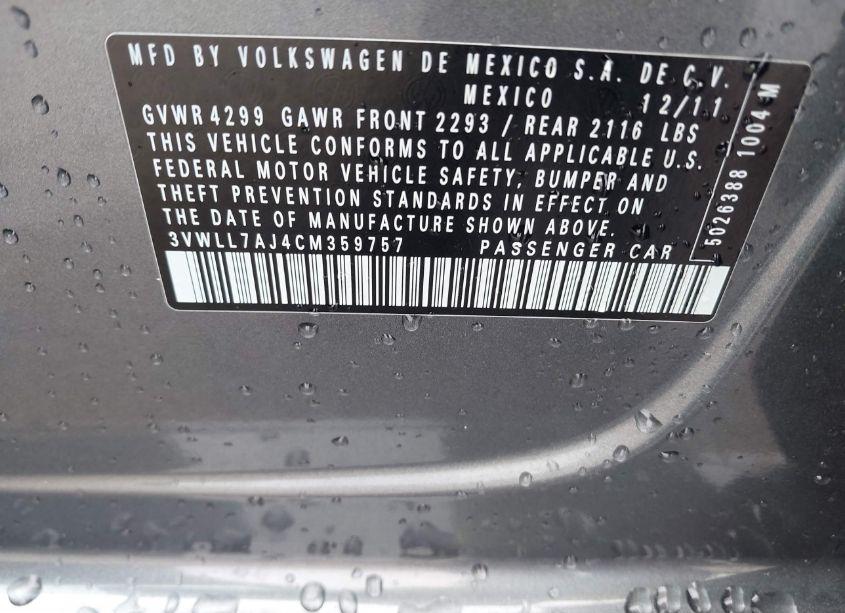 MFD BY VOLKSWAGEN DE MEXICO S.A. DE C.V.
MEXICO 12/11
GVWR 4299 GAWR FRONT 2293 / REAR 2116 LBS
THIS VEHICLE CONFORMS TO ALL APPLICABLE U.S.
FEDERAL MOTOR VEHICLE SAFETY, BUMPER AND
THEFT PREVENTION STANDARDS IN EFFECT ON
THE DATE OF MANUFACTURE SHOWN ABOVE.
3VWLL7AJ4CM359757 PASSENGER CAR
5026388 1004 M